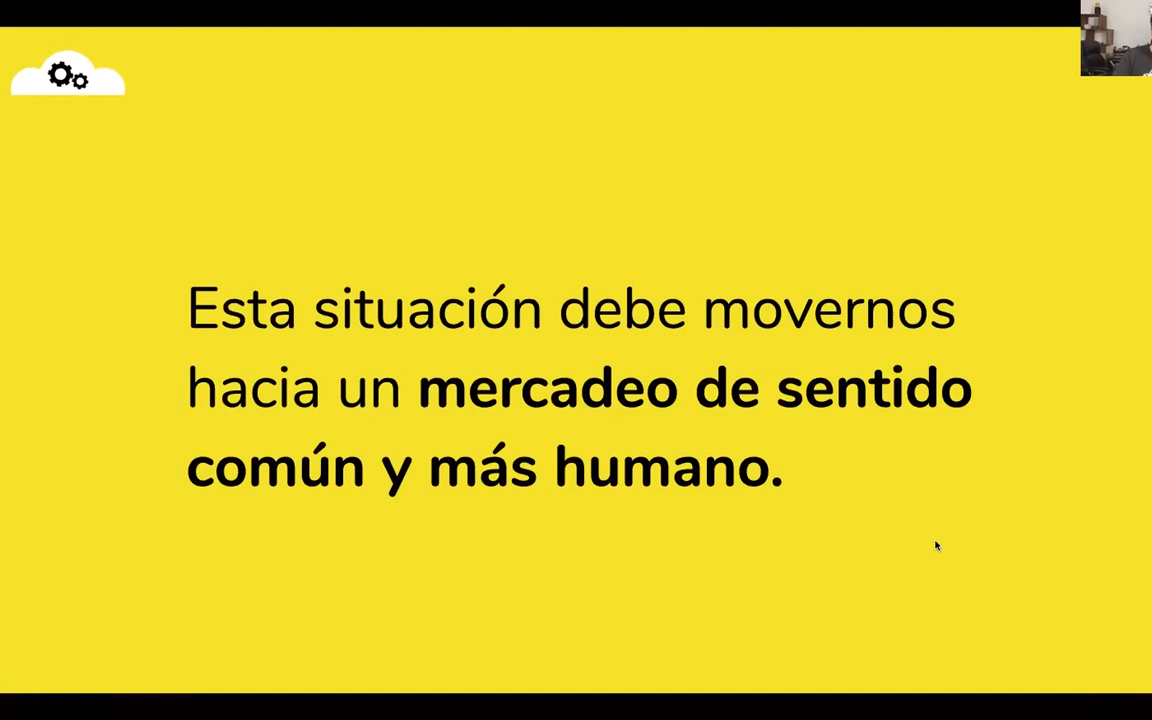 Esta situación debe movernos
hacia un mercadeo de sentido
común y más humano.